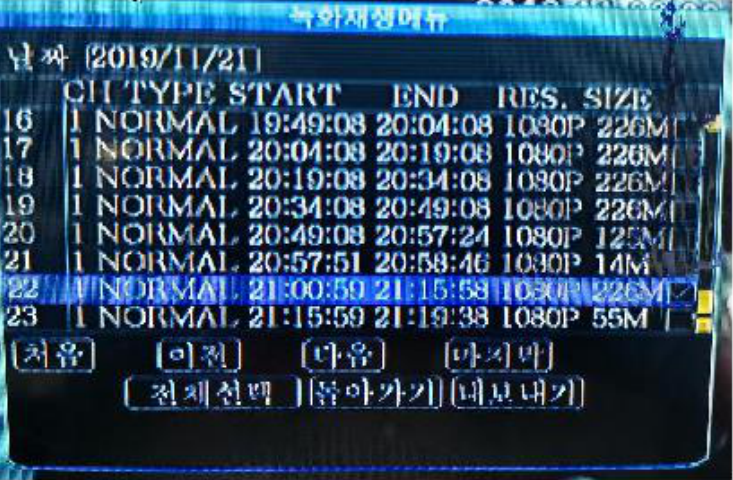 녹화재생메뉴
날짜 [2019/11/21]
CH TYPE START END RES. SIZE
16 1 NORMAL 19:49:08 20:04:08 1080P 226M
17 1 NORMAL 20:04:08 20:19:08 1080P 226M
18 1 NORMAL 20:19:08 20:34:08 1080P 226M
19 1 NORMAL 20:34:08 20:49:08 1080P 226M
20 1 NORMAL 20:49:08 20:57:24 1080P 125M
21 1 NORMAL 20:57:51 20:58:46 1080P 14M
22 1 NORMAL 21:00:59 21:15:58 1080P 226M
23 1 NORMAL 21:15:59 21:19:38 1080P 55M
[처음] [이전] [다음] [마지막]
[전체선택] [돌아가기] [내보내기]